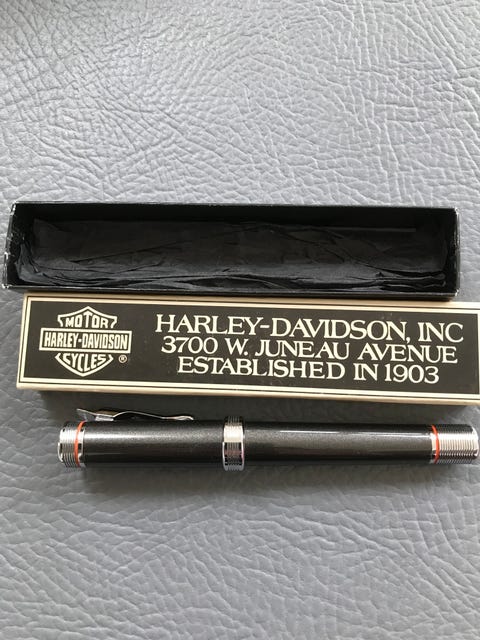 MOTOR
HARLEY-DAVIDSON
CYCLES ®
HARLEY-DAVIDSON, INC
3700 W. JUNEAU AVENUE
ESTABLISHED IN 1903